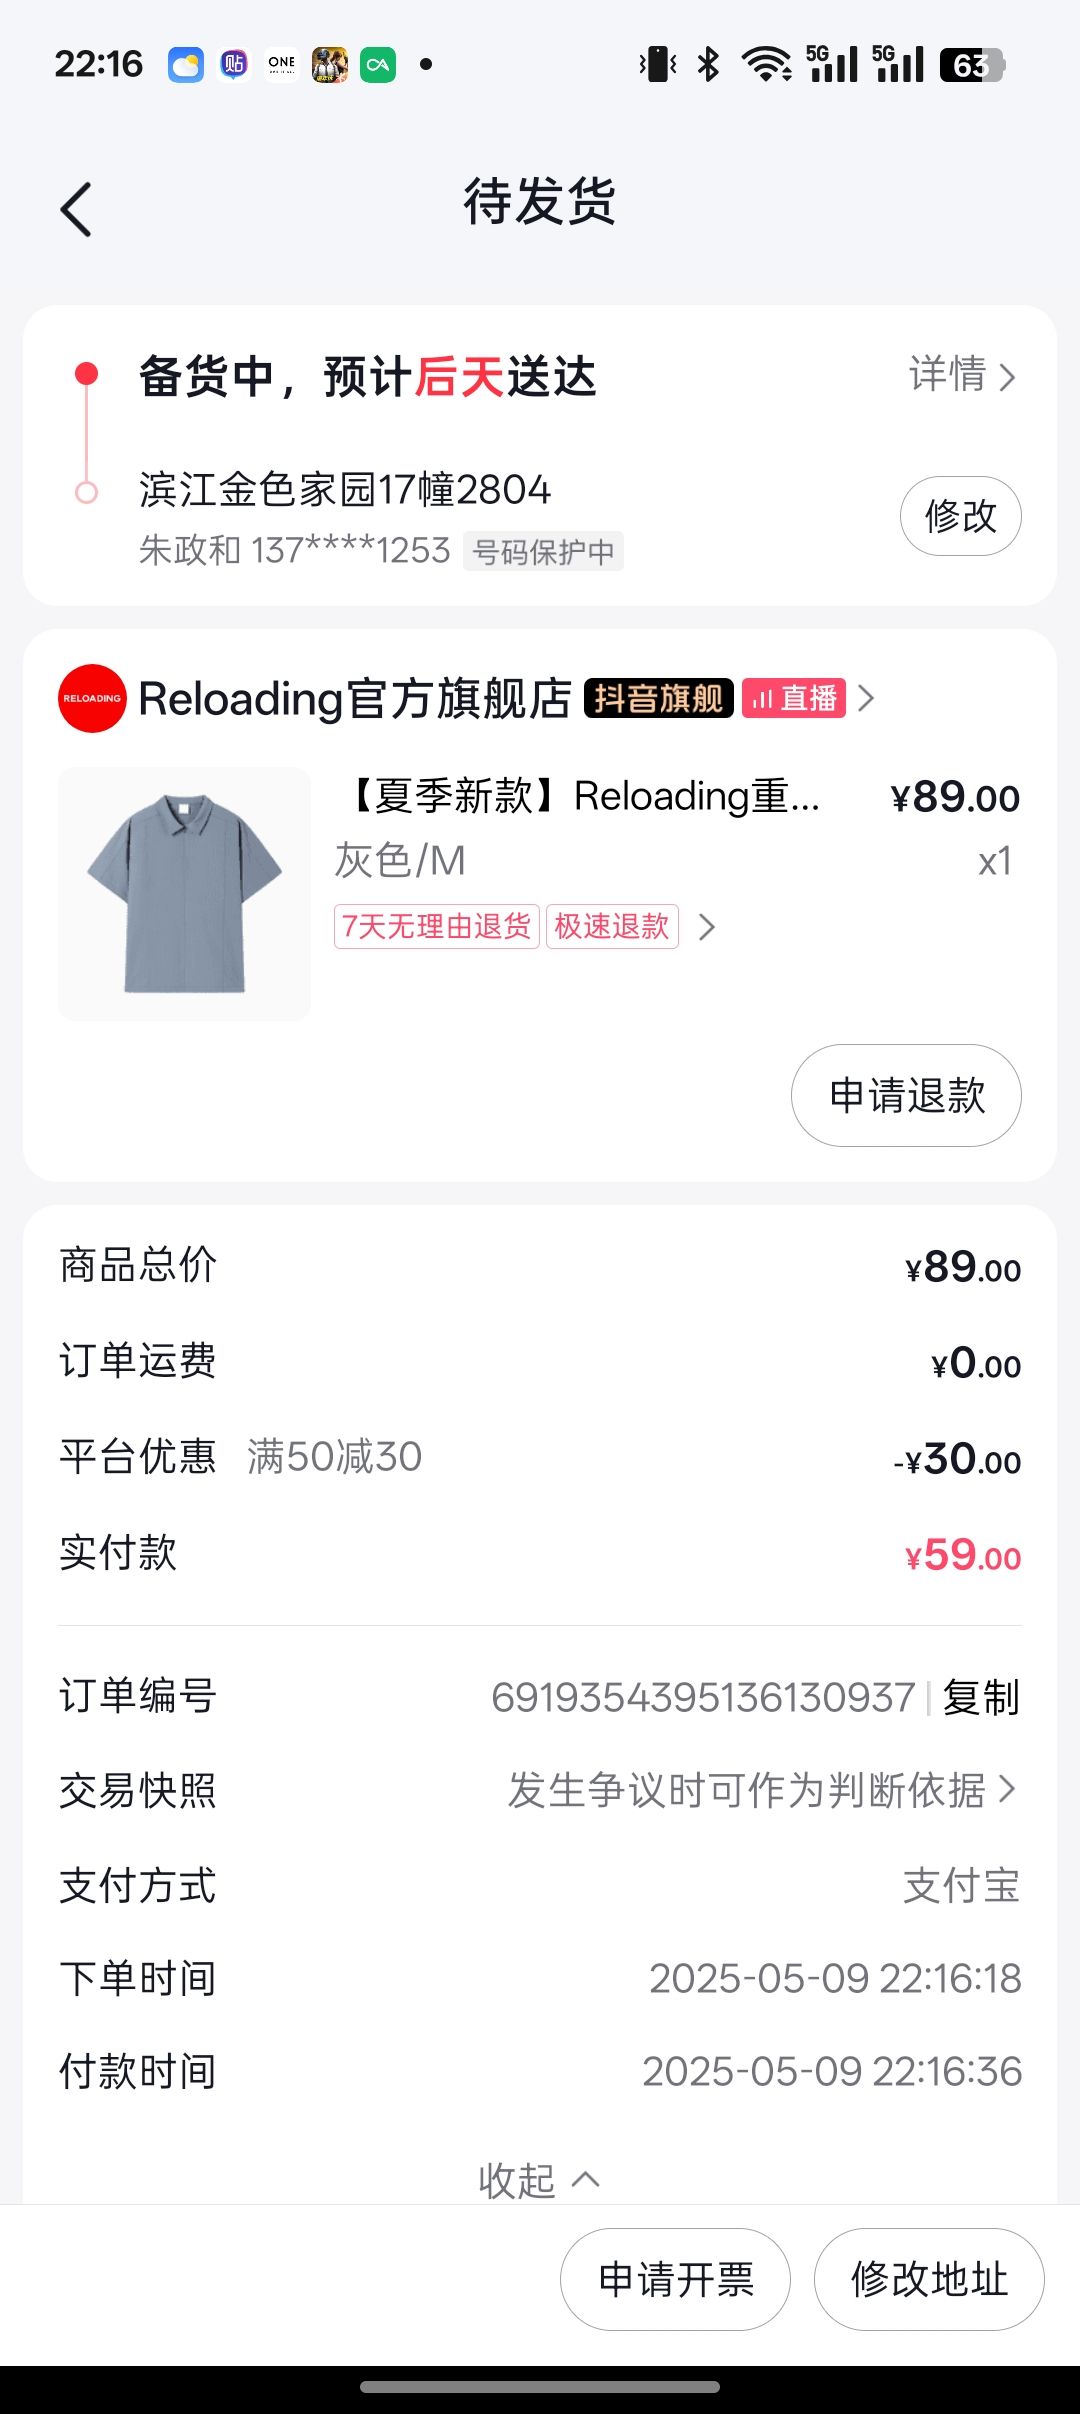 22:16 贴 ONE 5G 5G 63
待发货
备货中，预计后天送达 详情
滨江金色家园17幢2804
修改
朱政和 137****1253 号码保护中
RELOADING Reloading官方旗舰店 抖音旗舰 直播
【夏季新款】Reloading重... ¥89.00
灰色/M x1
7天无理由退货 极速退款
申请退款
商品总价 ¥89.00
订单运费 ¥0.00
平台优惠 满50减30 -¥30.00
实付款 ¥59.00
订单编号 6919354395136130937 | 复制
交易快照 发生争议时可作为判断依据
支付方式 支付宝
下单时间 2025-05-09 22:16:18
付款时间 2025-05-09 22:16:36
收起
申请开票 修改地址